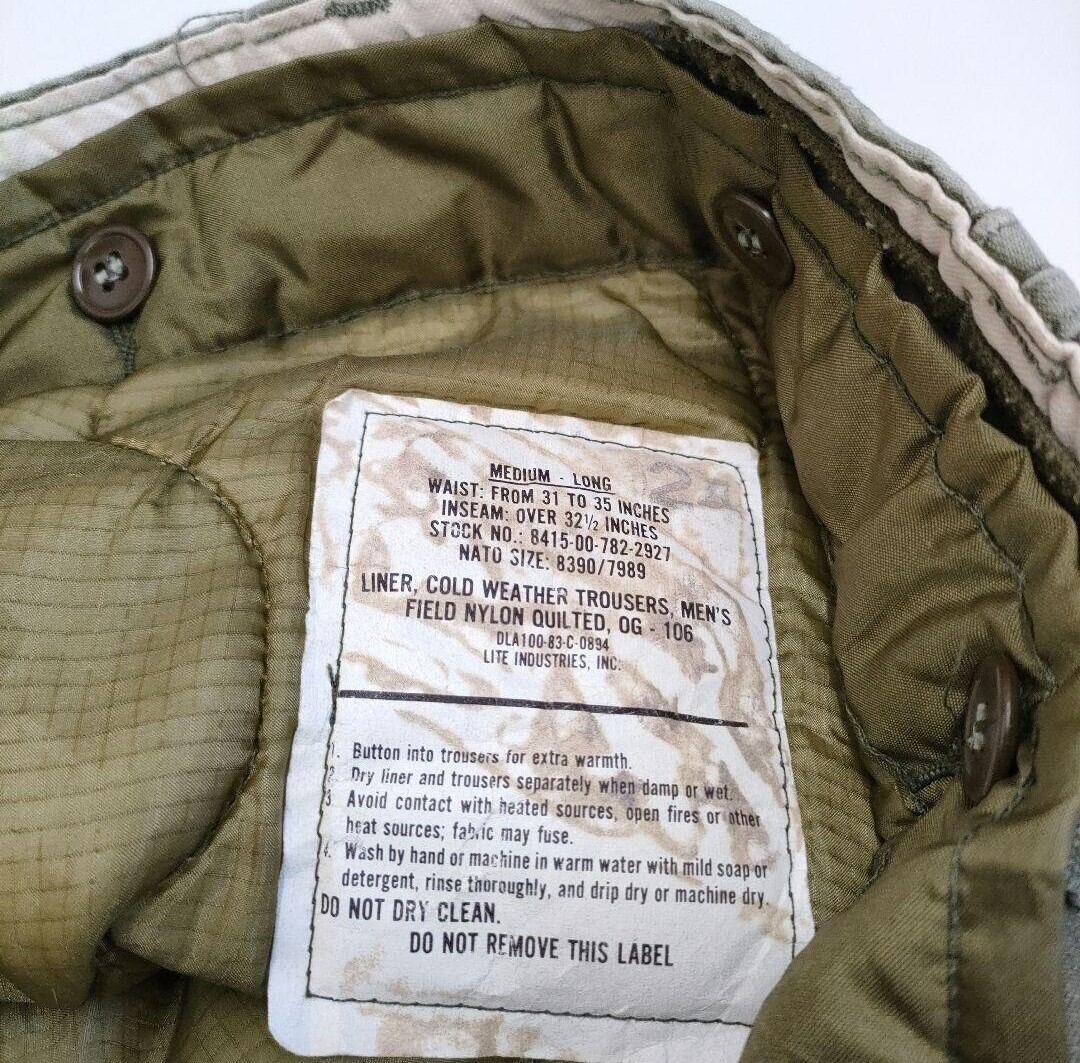 MEDIUM - LONG
WAIST: FROM 31 TO 35 INCHES
INSEAM: OVER 32½ INCHES
STOCK NO.: 8415-00-782-2927
NATO SIZE: 8390/7989
LINER, COLD WEATHER TROUSERS, MEN'S
FIELD NYLON QUILTED, OG - 106
DLA100-83-C-0894
LITE INDUSTRIES, INC.
1. Button into trousers for extra warmth.
2. Dry liner and trousers separately when damp or wet.
3 Avoid contact with heated sources, open fires or other
heat sources; fabric may fuse.
4. Wash by hand or machine in warm water with mild soap or
detergent, rinse thoroughly, and drip dry or machine dry.
DO NOT DRY CLEAN.
DO NOT REMOVE THIS LABEL